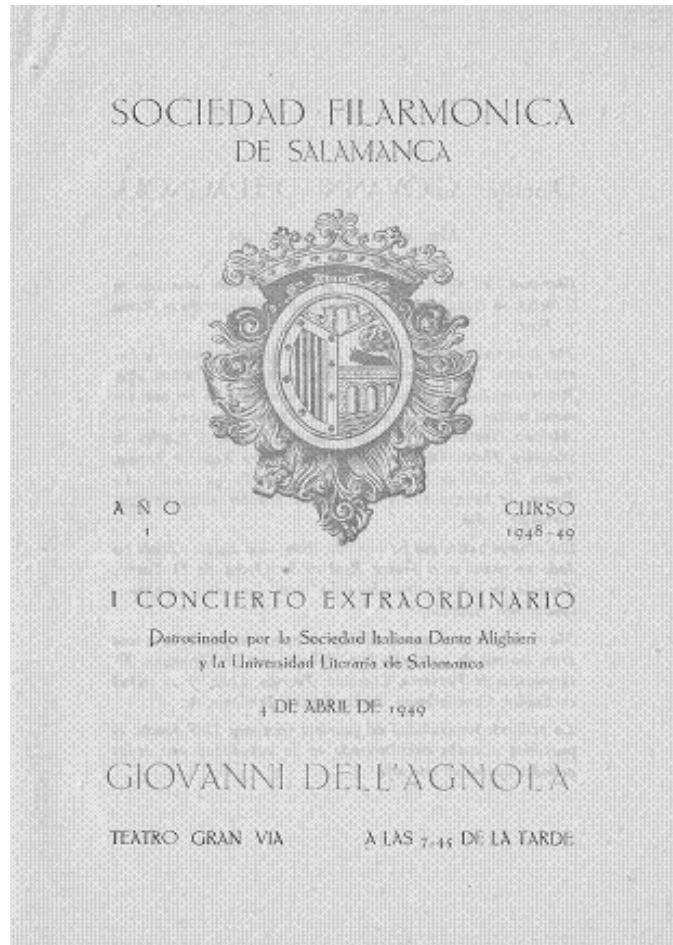 SOCIEDAD FILARMONICA
DE SALAMANCA
AÑO
I
CURSO
1948-49
I CONCIERTO EXTRAORDINARIO
Patrocinado por la Sociedad Italiana Dante Alighieri
y la Universidad Literaria de Salamanca
4 DE ABRIL DE 1949
GIOVANNI DELL'AGNOLA
TEATRO GRAN VIA A LAS 7,45 DE LA TARDE